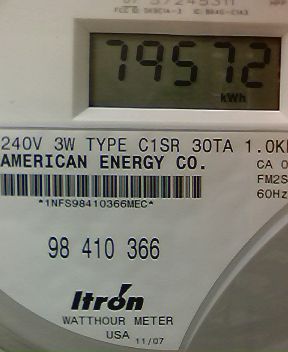 79572
kWh
240V 3W TYPE C1SR 30TA 1.0K
AMERICAN ENERGY CO.
CA 0
FM2S
60Hz
*1NFS98410366MEC*
98 410 366
Itron
WATTHOUR METER
USA 11/07